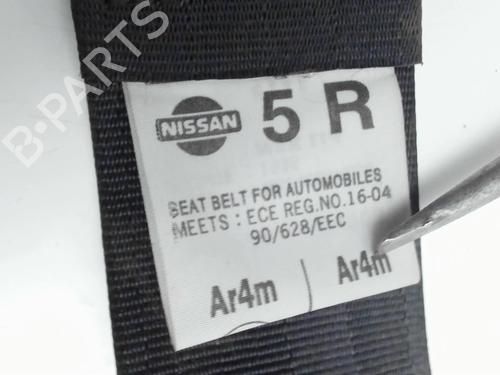 B-PARTS
NISSAN 5 R
SEAT BELT FOR AUTOMOBILES
MEETS : ECE REG.NO.16-04
90/628/EEC
Ar4m Ar4m